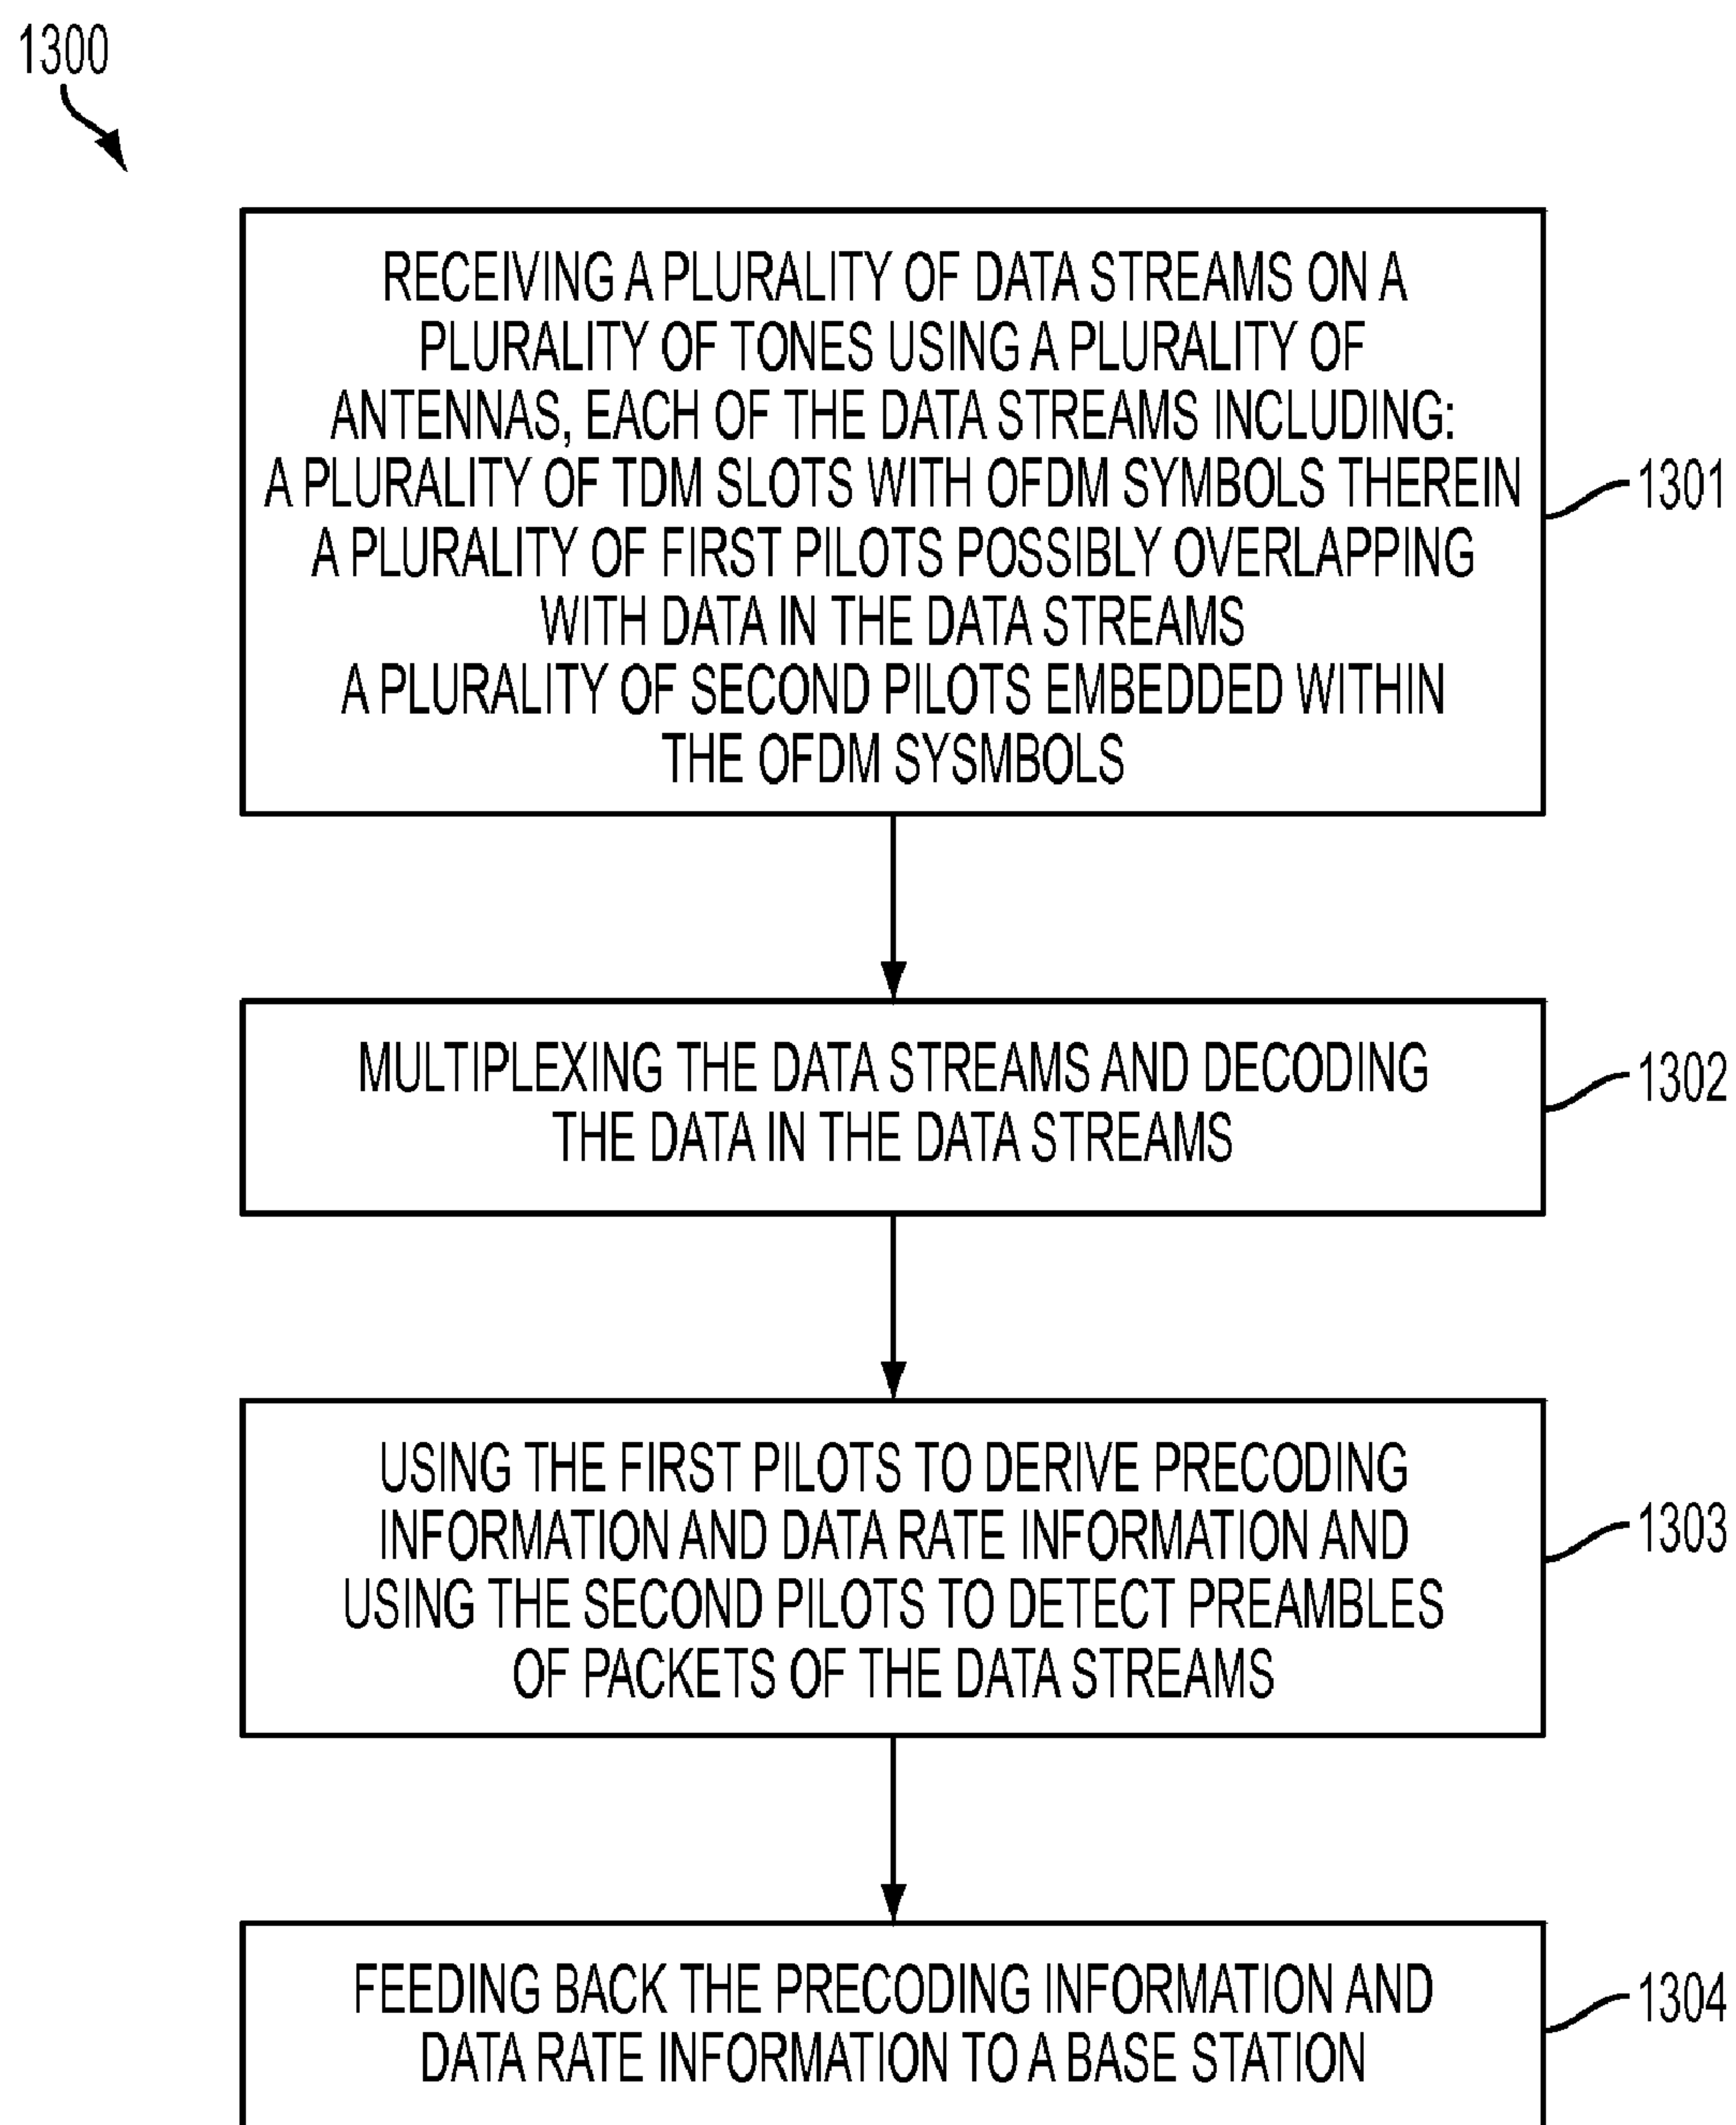 1300
RECEIVING A PLURALITY OF DATA STREAMS ON A
PLURALITY OF TONES USING A PLURALITY OF
ANTENNAS, EACH OF THE DATA STREAMS INCLUDING:
A PLURALITY OF TDM SLOTS WITH OFDM SYMBOLS THEREIN
A PLURALITY OF FIRST PILOTS POSSIBLY OVERLAPPING
WITH DATA IN THE DATA STREAMS
A PLURALITY OF SECOND PILOTS EMBEDDED WITHIN
THE OFDM SYSMBOLS
1301
MULTIPLEXING THE DATA STREAMS AND DECODING
THE DATA IN THE DATA STREAMS
1302
USING THE FIRST PILOTS TO DERIVE PRECODING
INFORMATION AND DATA RATE INFORMATION AND
USING THE SECOND PILOTS TO DETECT PREAMBLES
OF PACKETS OF THE DATA STREAMS
1303
FEEDING BACK THE PRECODING INFORMATION AND
DATA RATE INFORMATION TO A BASE STATION
1304